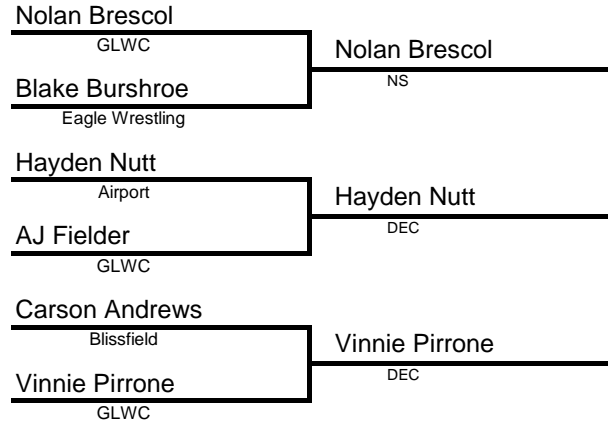 Nolan Brescol
GLWC
Nolan Brescol
NS
Blake Burshroe
Eagle Wrestling
Hayden Nutt
Airport
Hayden Nutt
DEC
AJ Fielder
GLWC
Carson Andrews
Blissfield
Vinnie Pirrone
DEC
Vinnie Pirrone
GLWC